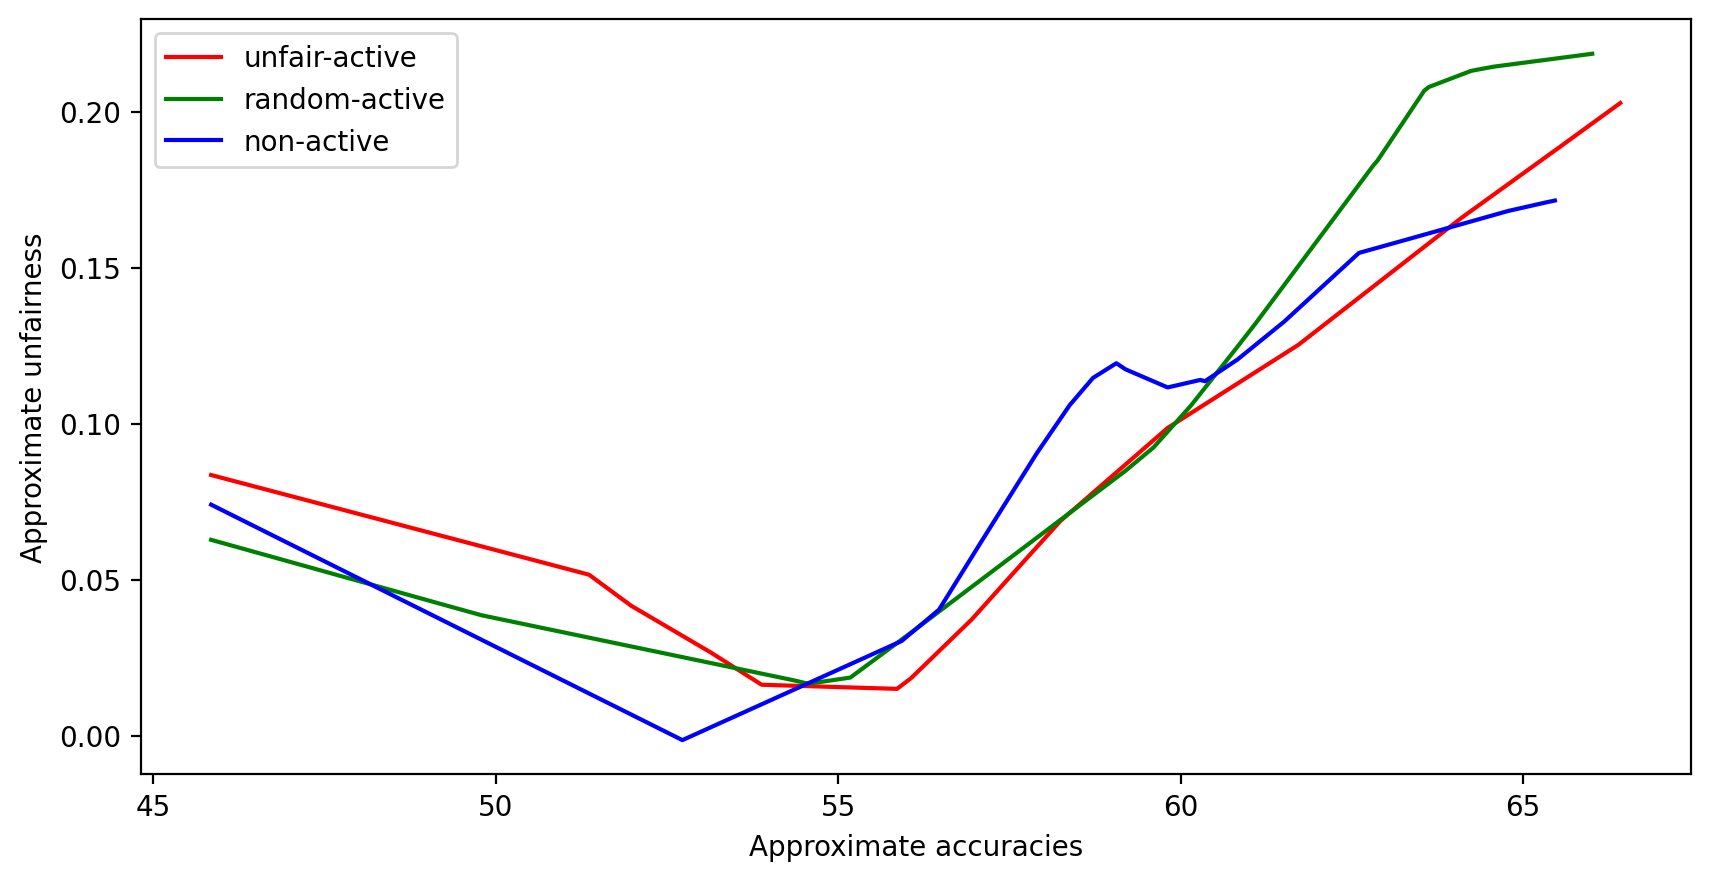 unfair-active
random-active
non-active
Approximate unfairness
0.20
0.15
0.10
0.05
0.00
45 50 55 60 65
Approximate accuracies